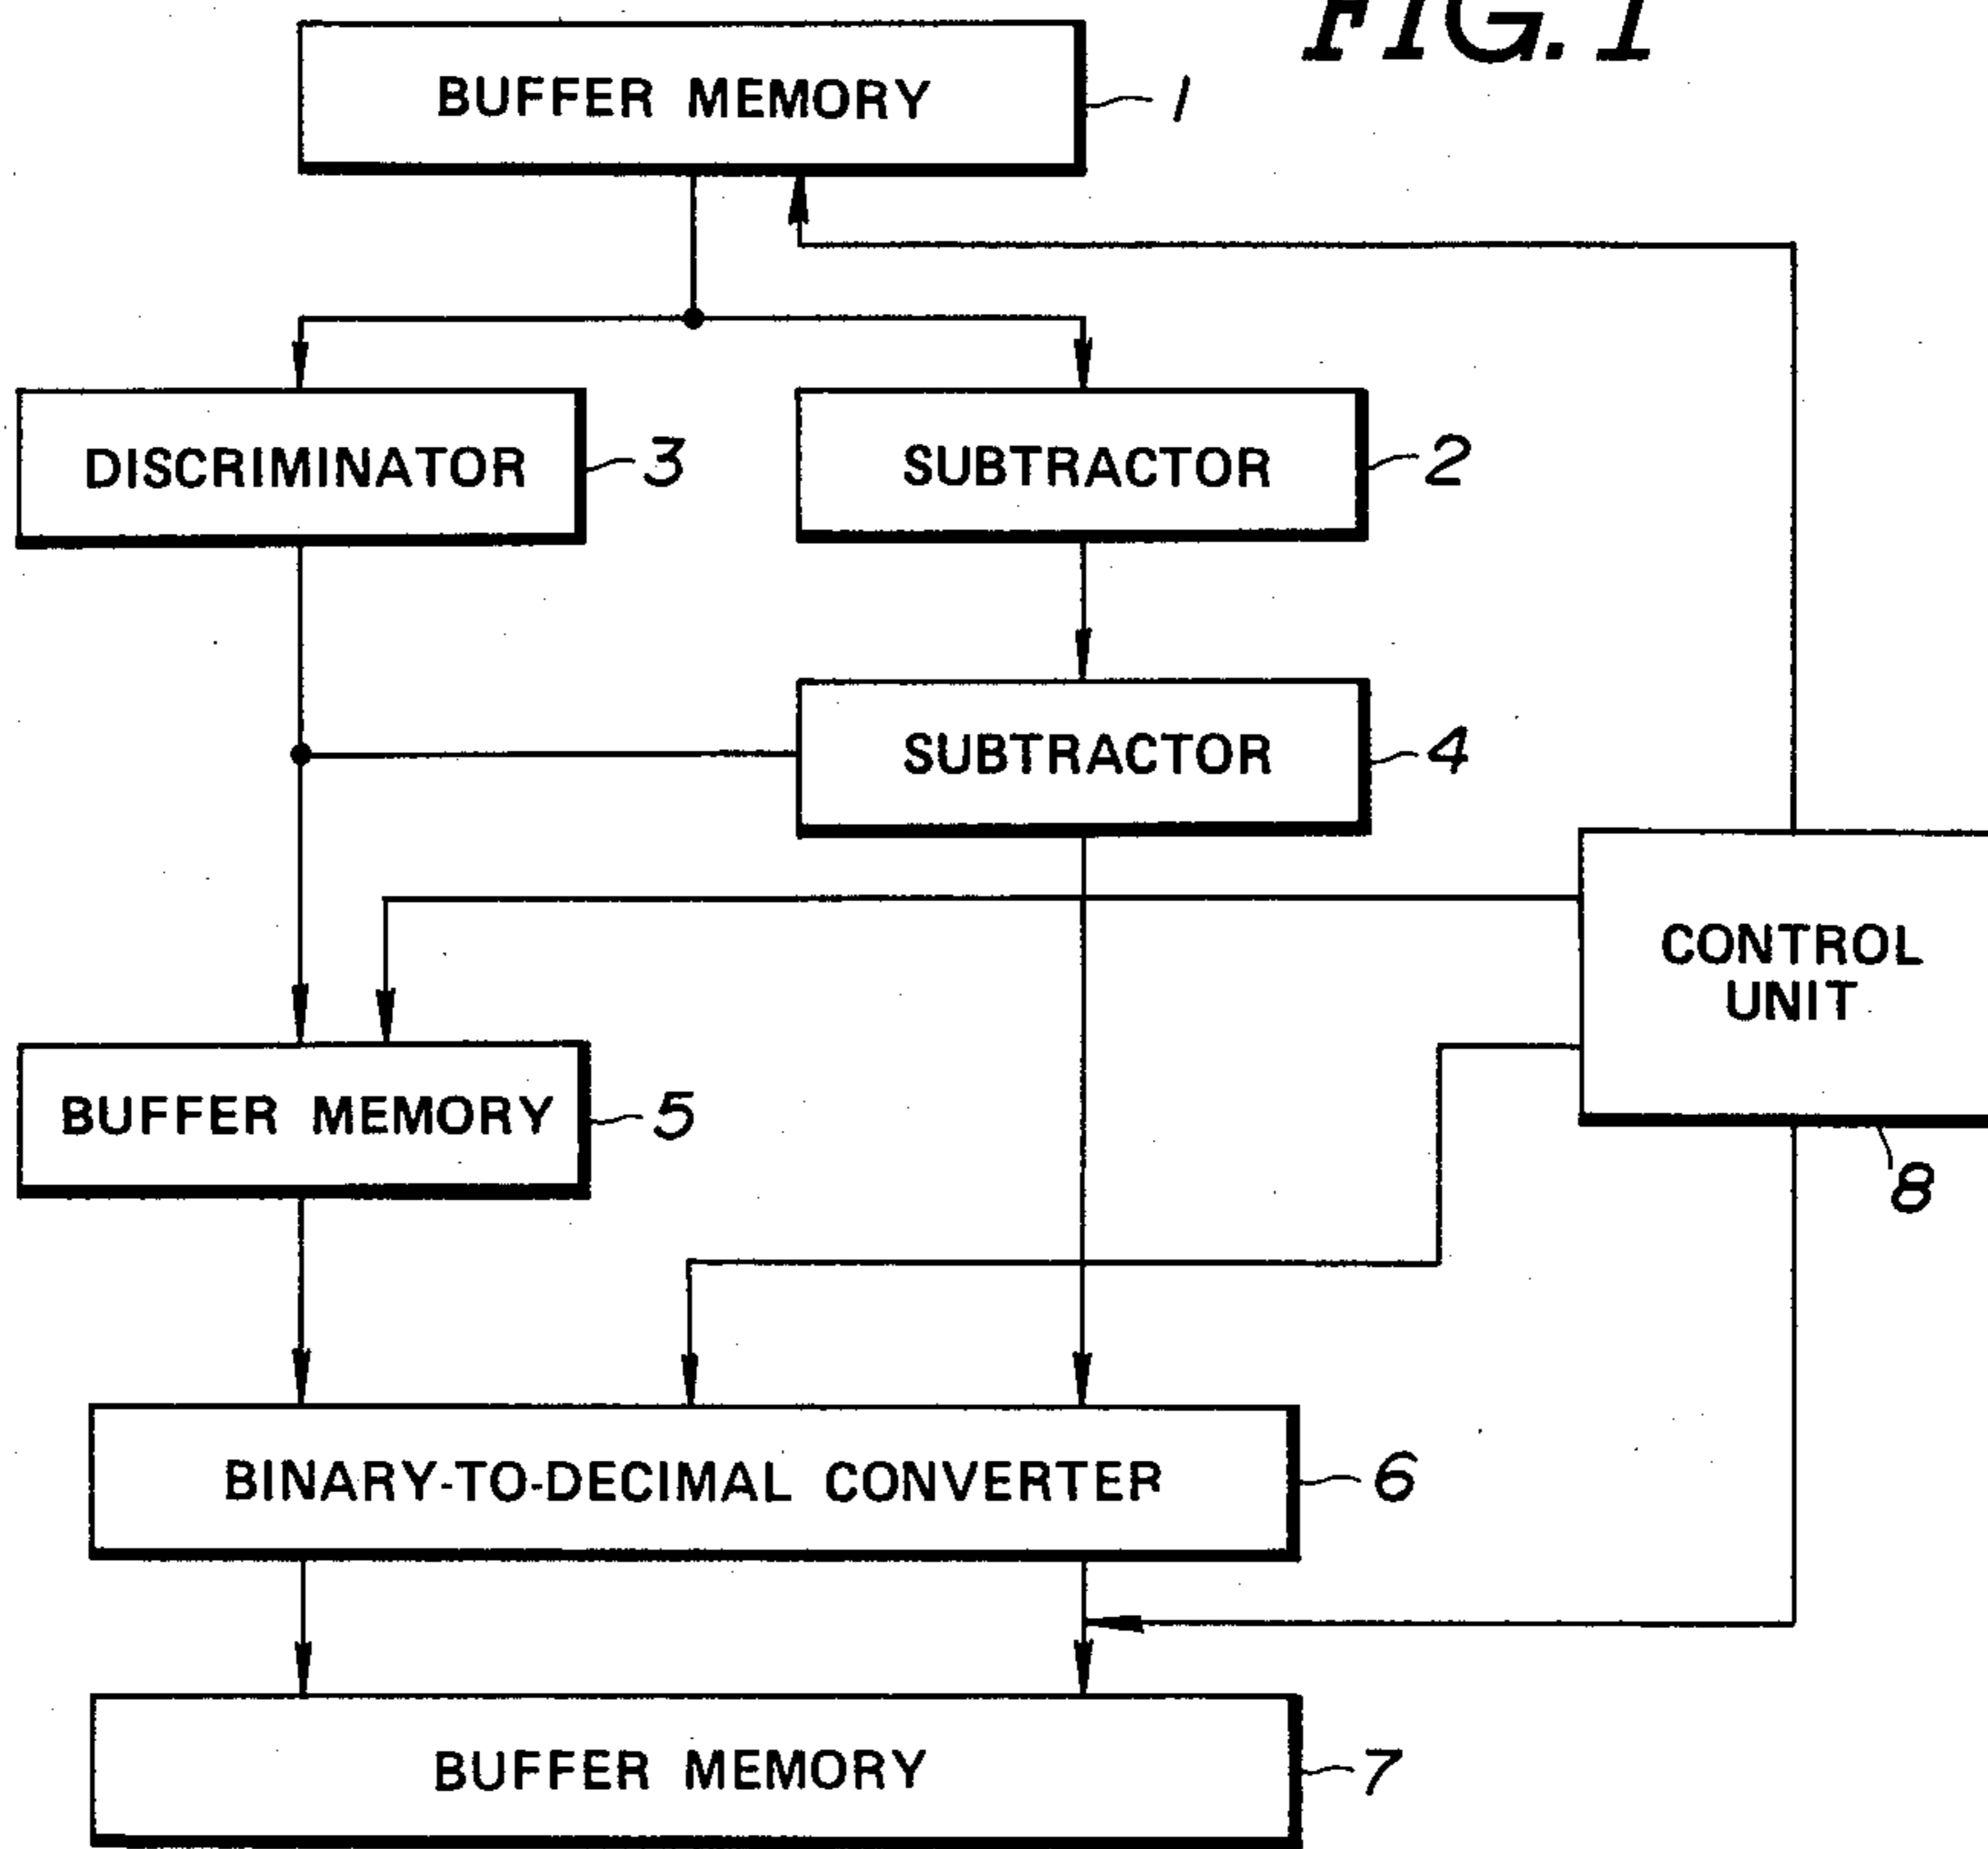 FIG. 1
BUFFER MEMORY 1
DISCRIMINATOR 3
SUBTRACTOR 2
SUBTRACTOR 4
CONTROL
UNIT
8
BUFFER MEMORY 5
BINARY-TO-DECIMAL CONVERTER 6
BUFFER MEMORY 7